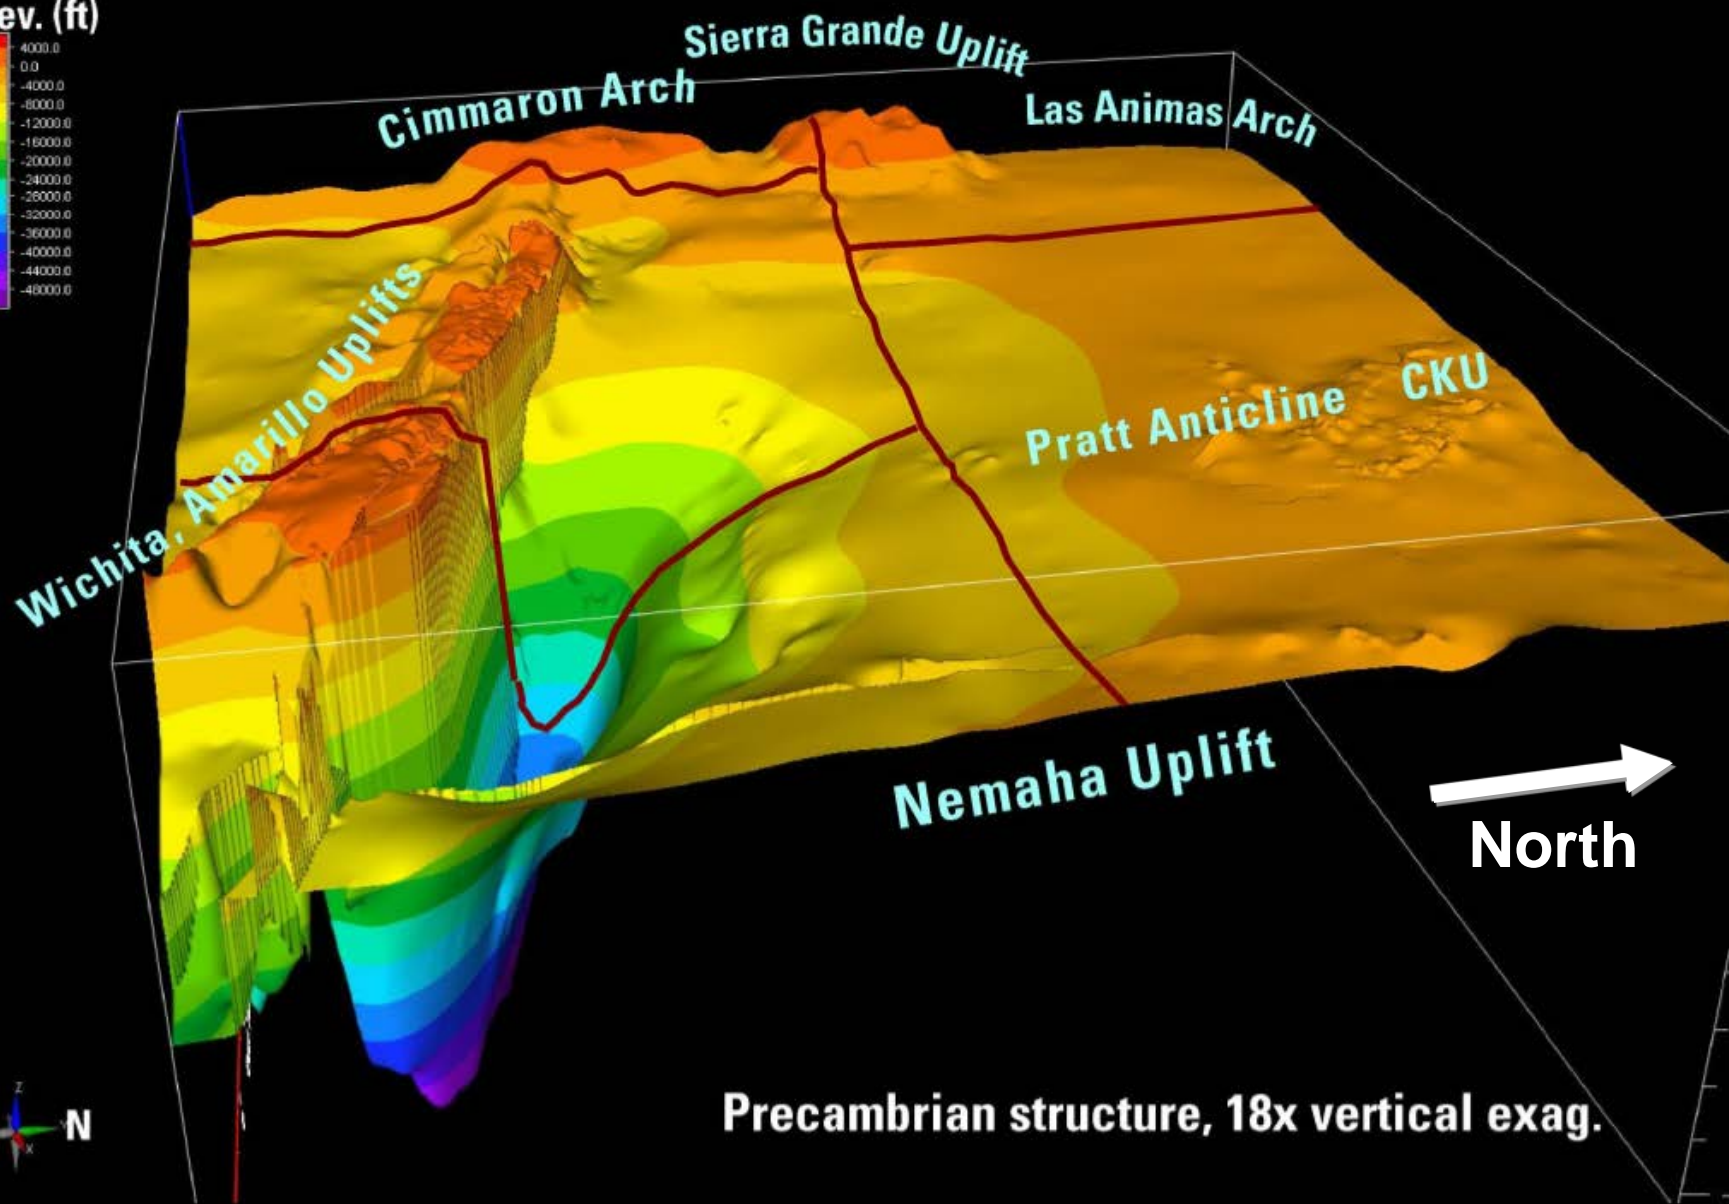 ev. (ft)
4000.0
0.0
-4000.0
-8000.0
-12000.0
-16000.0
-20000.0
-24000.0
-28000.0
-32000.0
-36000.0
-40000.0
-44000.0
-48000.0
Sierra Grande Uplift
Cimmaron Arch
Las Animas Arch
Wichita, Amarillo Uplifts
Pratt Anticline
CKU
Nemaha Uplift
North
Precambrian structure, 18x vertical exag.
Z
N
X